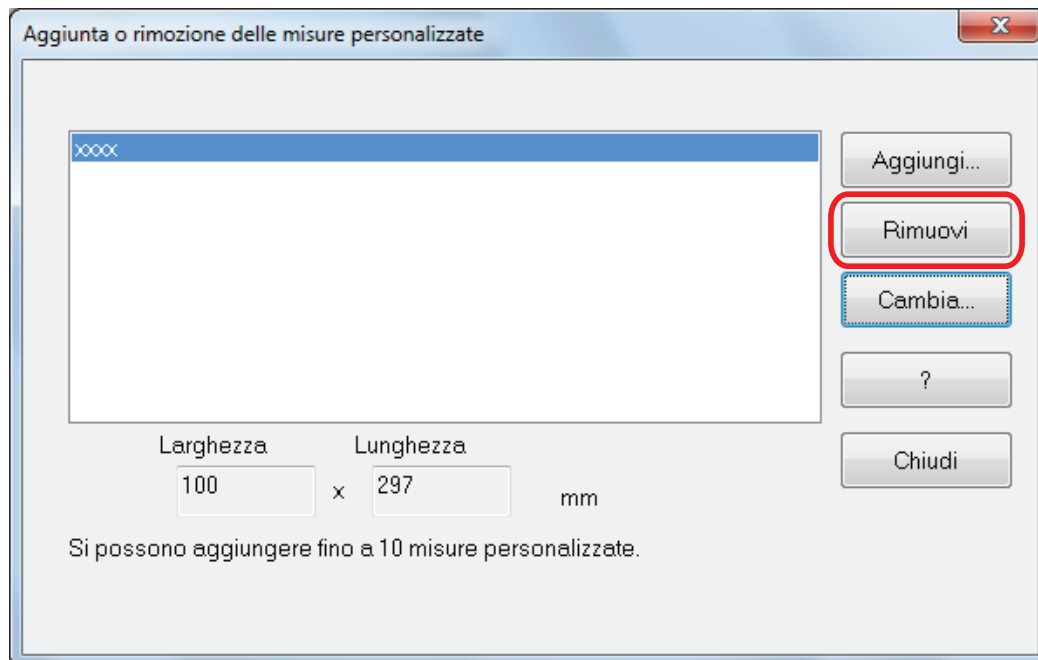 Aggiunta o rimozione delle misure personalizzate
xxxx
Aggiungi...
Rimuovi
Cambia...
?
Chiudi
Larghezza Lunghezza
100 x 297 mm
Si possono aggiungere fino a 10 misure personalizzate.